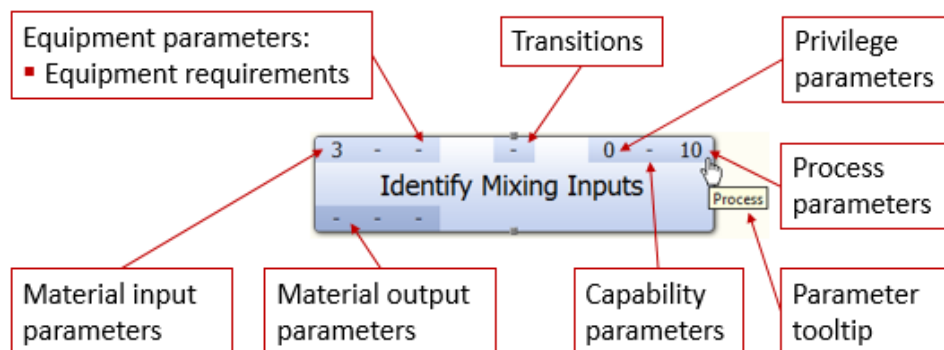 Equipment parameters:
▪ Equipment requirements
Transitions
Privilege
parameters
3 - - - 0 - 10
Identify Mixing Inputs
- - -
Process
Process
parameters
Material input
parameters
Material output
parameters
Capability
parameters
Parameter
tooltip